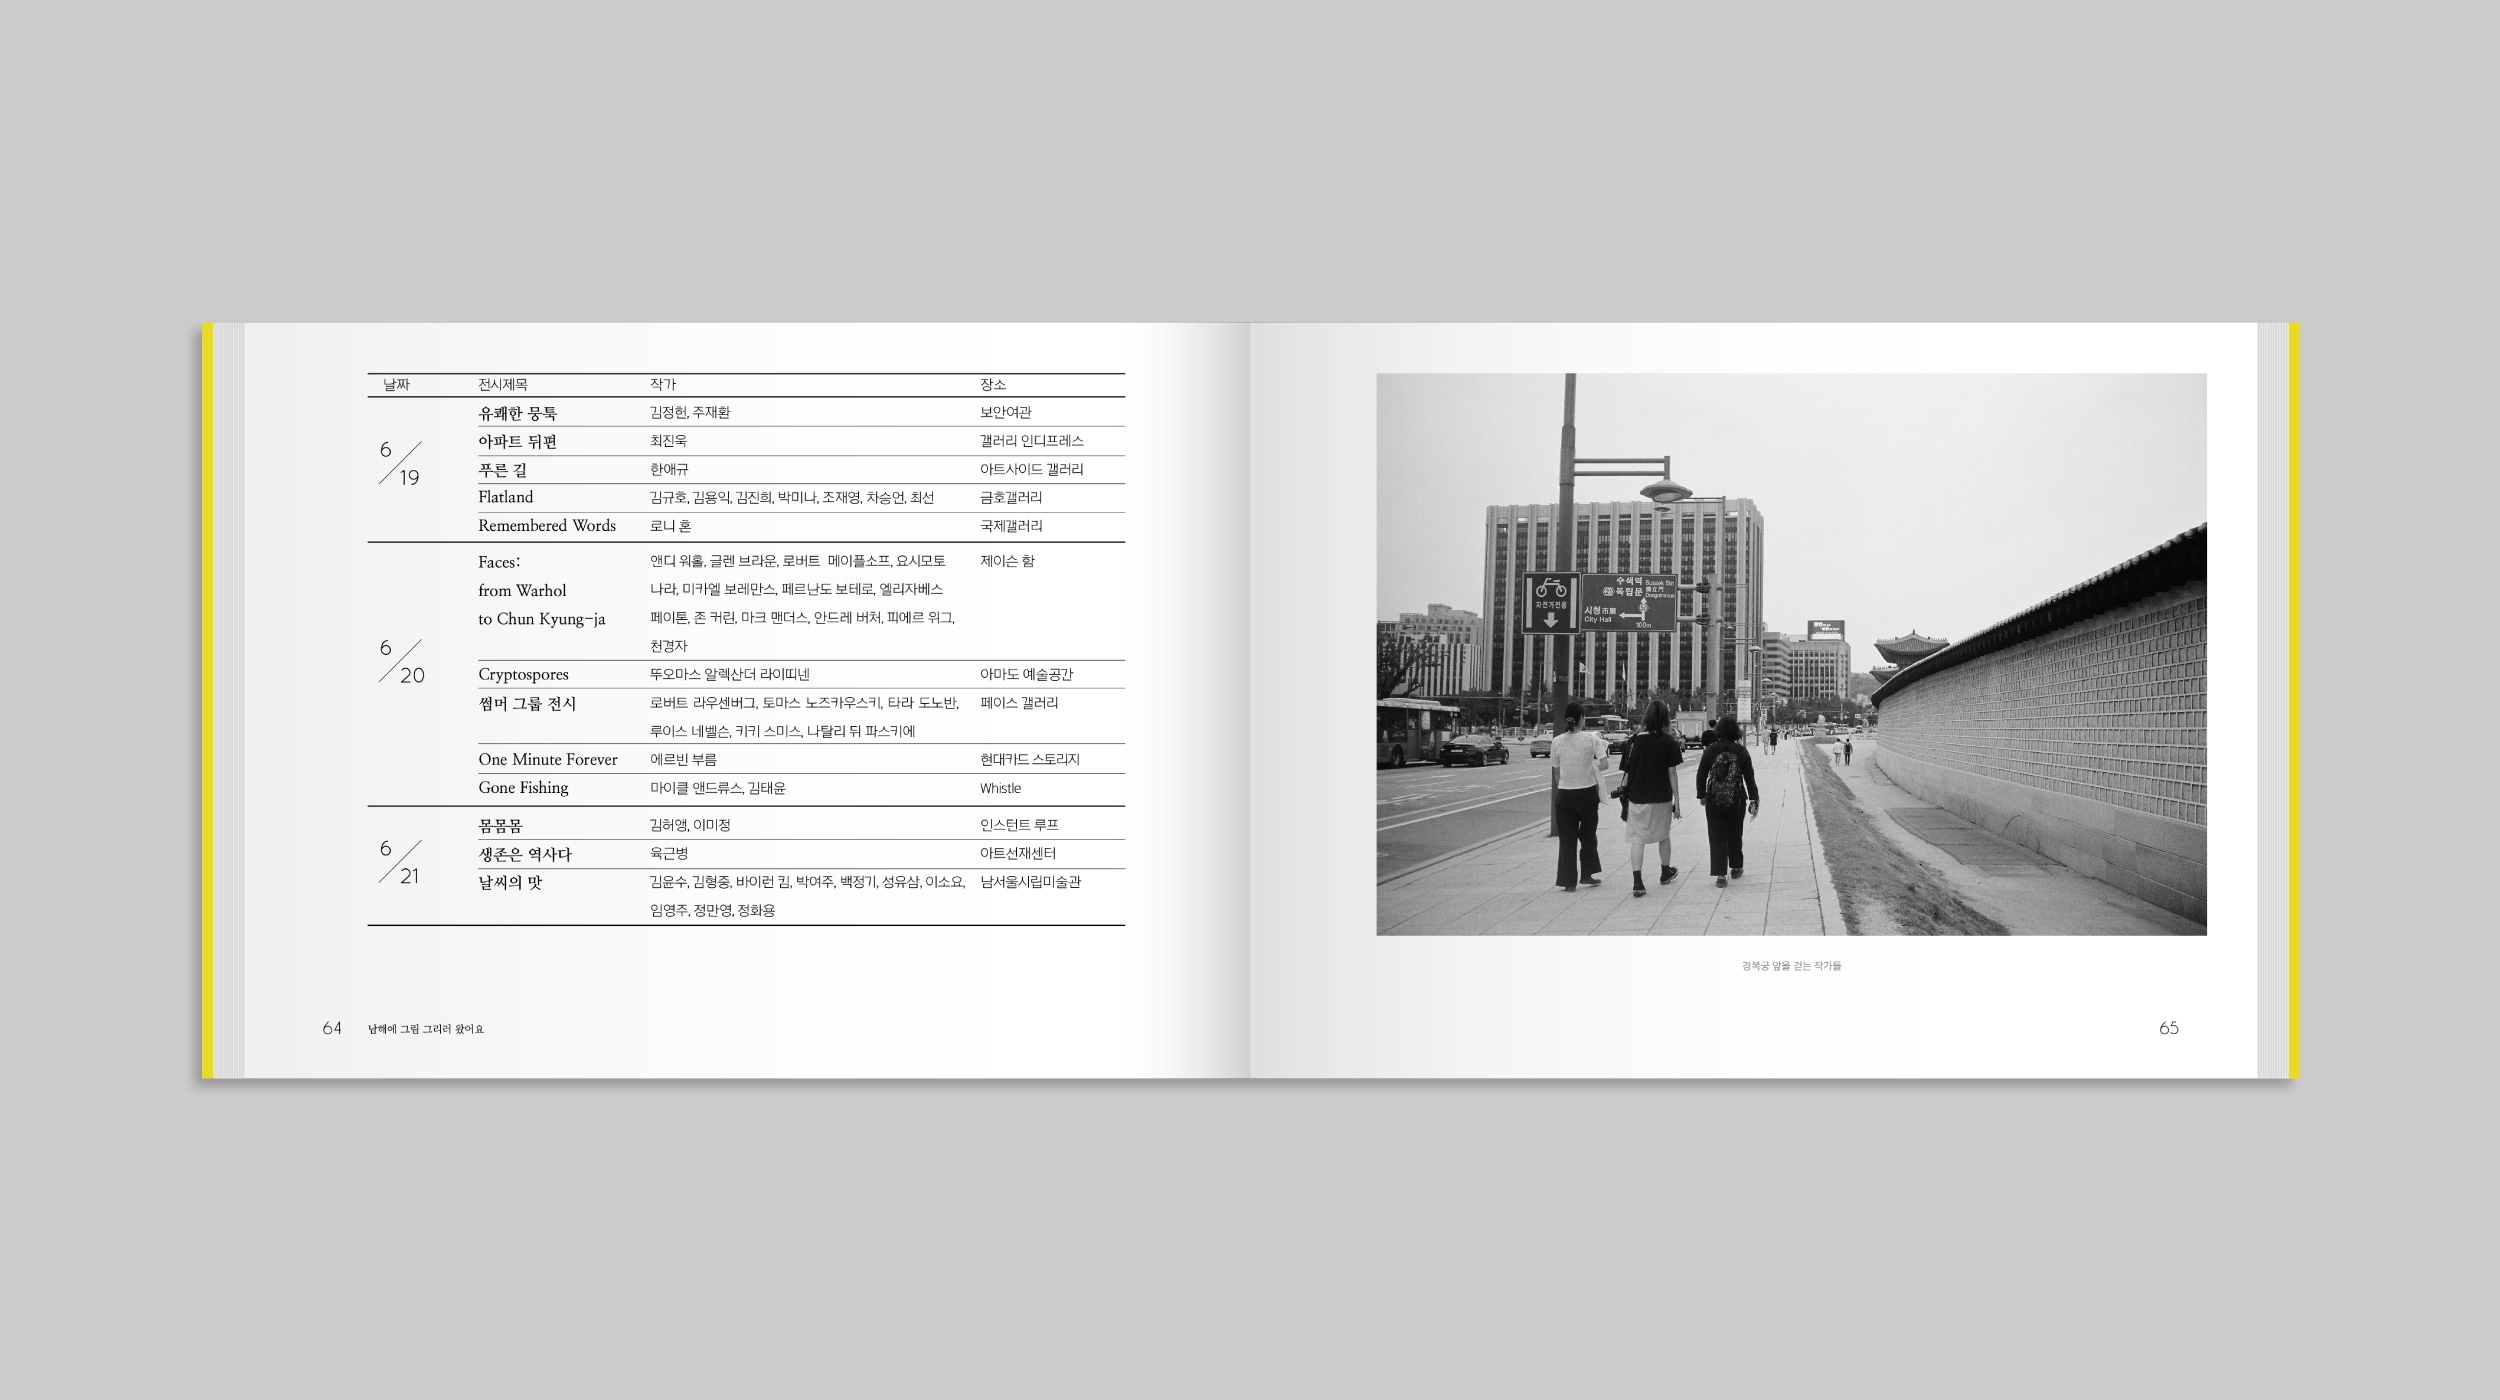 날짜 전시제목 작가 장소
6/19
유쾌한 뭉툭 김정헌, 주재환 보안여관
아파트 뒤편 최진욱 갤러리 인디프레스
푸른 길 한애규 아트사이드 갤러리
Flatland 김규호, 김용익, 김진희, 박미나, 조재영, 차승언, 최선 금호갤러리
Remembered Words 로니 혼 국제갤러리
6/20
Faces: 앤디 워홀, 글렌 브라운, 로버트 메이플소프, 요시모토 제이슨 함
from Warhol 나라, 미카엘 보레만스, 페르난도 보테로, 엘리자베스
to Chun Kyung-ja 페이튼, 존 커린, 마크 맨더스, 안드레 버처, 피에르 위그,
천경자
Cryptospores 뚜오마스 알렉산더 라이띠넨 아마도 예술공간
썸머 그룹 전시 로버트 라우센버그, 토마스 노즈카우스키, 타라 도노반, 페이스 갤러리
루이스 네벨슨, 키키 스미스, 나탈리 뒤 파스키에
One Minute Forever 에르빈 부름 현대카드 스토리지
Gone Fishing 마이클 앤드류스, 김태윤 Whistle
6/21
몸몸몸 김허앵, 이미정 인스턴트 루프
생존은 역사다 육근병 아트선재센터
날씨의 맛 김윤수, 김형중, 바이런 킴, 박여주, 백정기, 성유삼, 이소요, 남서울시립미술관
임영주, 정만영, 정화용
64 남해에 그림 그리러 왔어요
자전거전용
수색역 Susaek Stn
독립문 獨立門 Dongnimmun
시청 市廳
City Hall
100m
경복궁 앞을 걷는 작가들
65